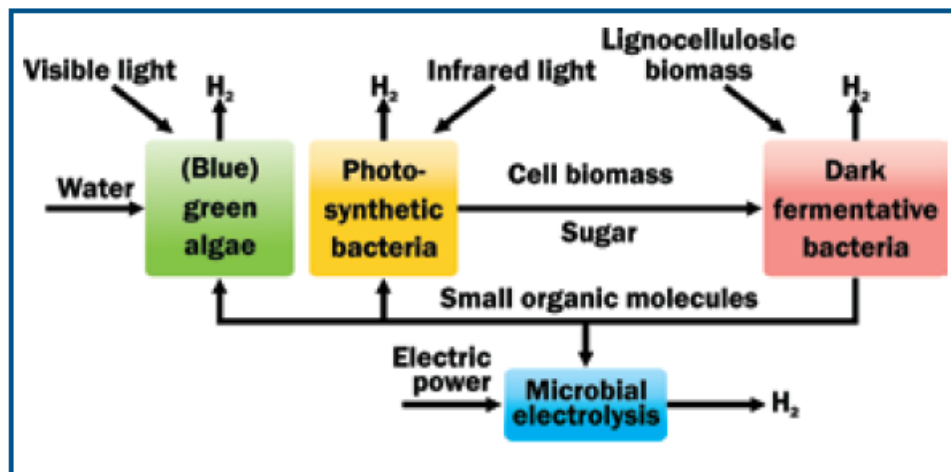 Visible light
H₂
H₂
Infrared light
Lignocellulosic
biomass
H₂
Water
(Blue)
green
algae
Photo-
synthetic
bacteria
Cell biomass
Sugar
Dark
fermentative
bacteria
Small organic molecules
Electric
power
Microbial
electrolysis
H₂